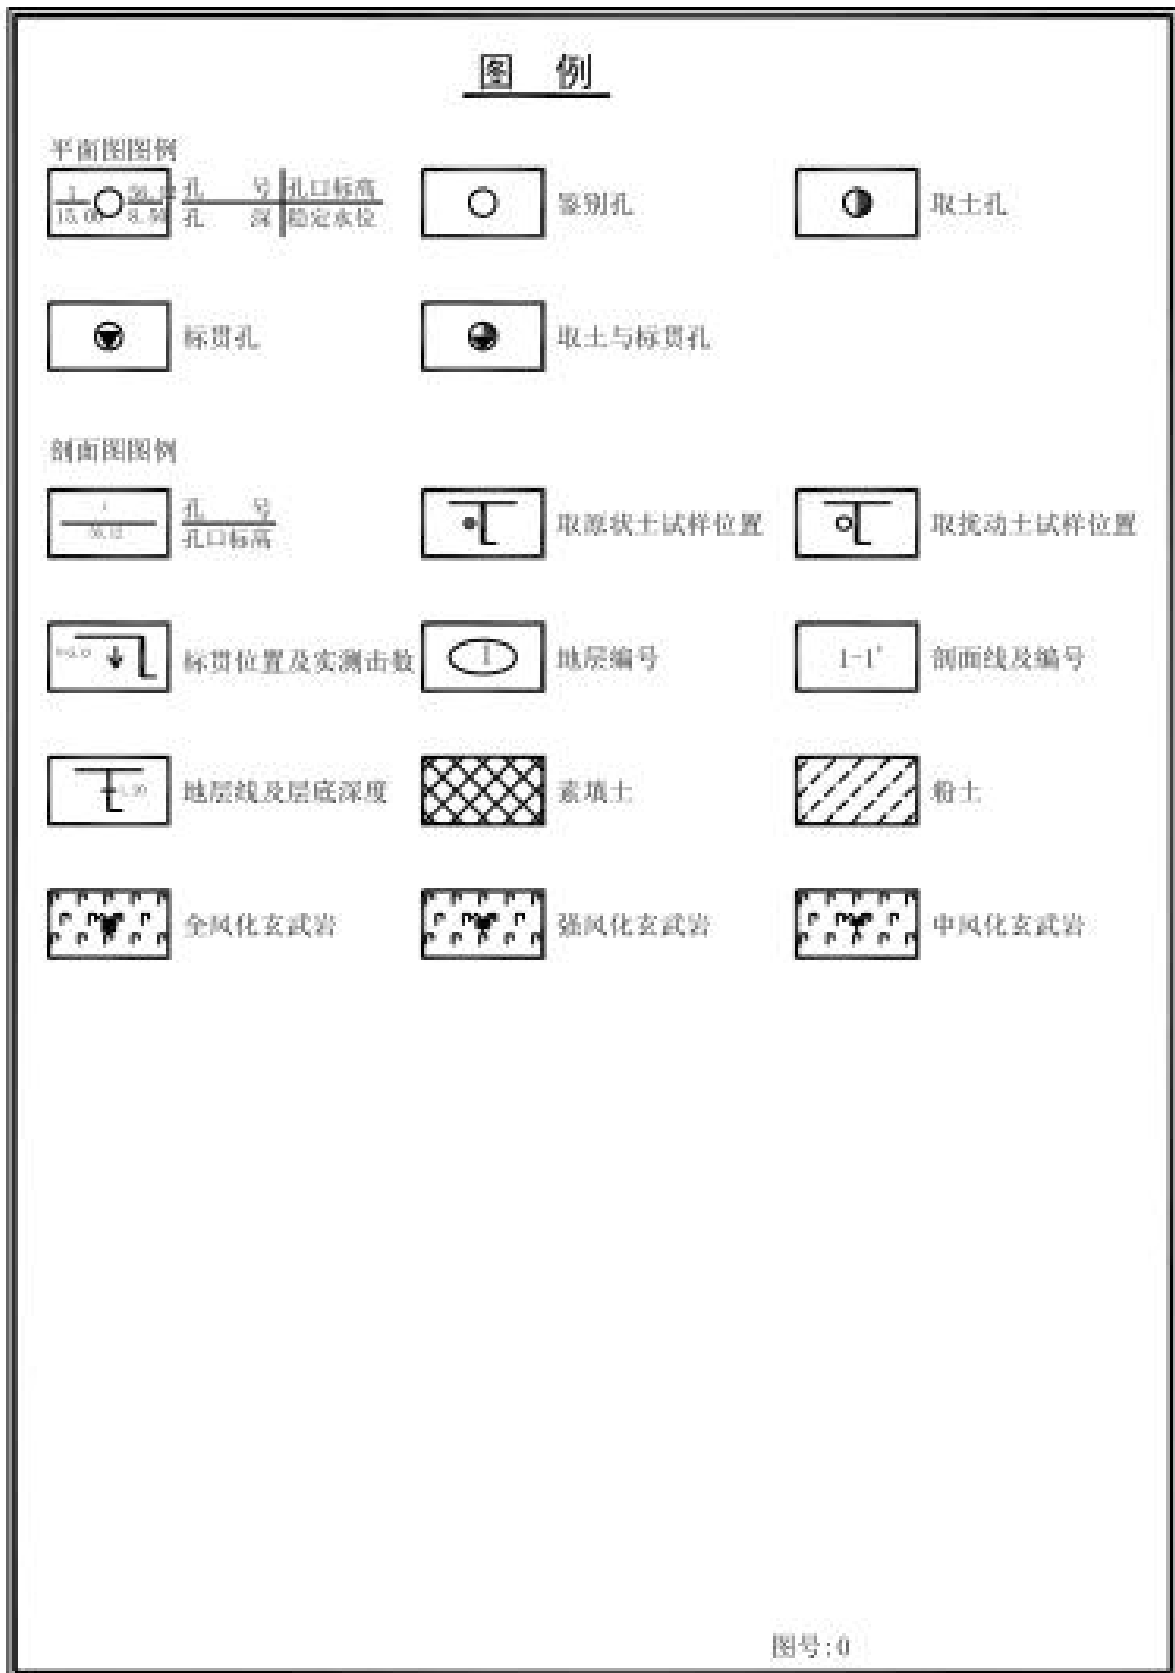 图 例
平面图图例
孔 号 孔口标高
孔 深 稳定水位
鉴别孔
取土孔
标贯孔
取土与标贯孔
剖面图图例
孔 号
孔口标高
取原状土试样位置
取扰动土试样位置
标贯位置及实测击数
地层编号
1-1'
剖面线及编号
地层线及层底深度
素填土
粉土
全风化玄武岩
强风化玄武岩
中风化玄武岩
图号:0